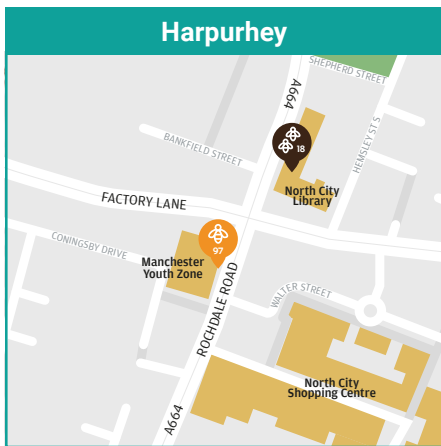 Harpurhey
SHEPHERD STREET
A664
HEMSLEY ST S
BANKFIELD STREET
18
North City
Library
FACTORY LANE
CONINGSBY DRIVE
97
Manchester
Youth Zone
ROCHDALE ROAD
WALTER STREET
North City
Shopping Centre
A664